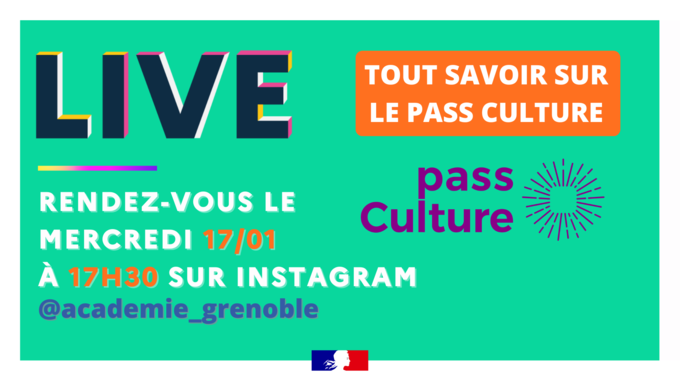 LIVE
TOUT SAVOIR SUR
LE PASS CULTURE
pass
Culture
RENDEZ-VOUS LE
MERCREDI 17/01
À 17H30 SUR INSTAGRAM
@academie_grenoble